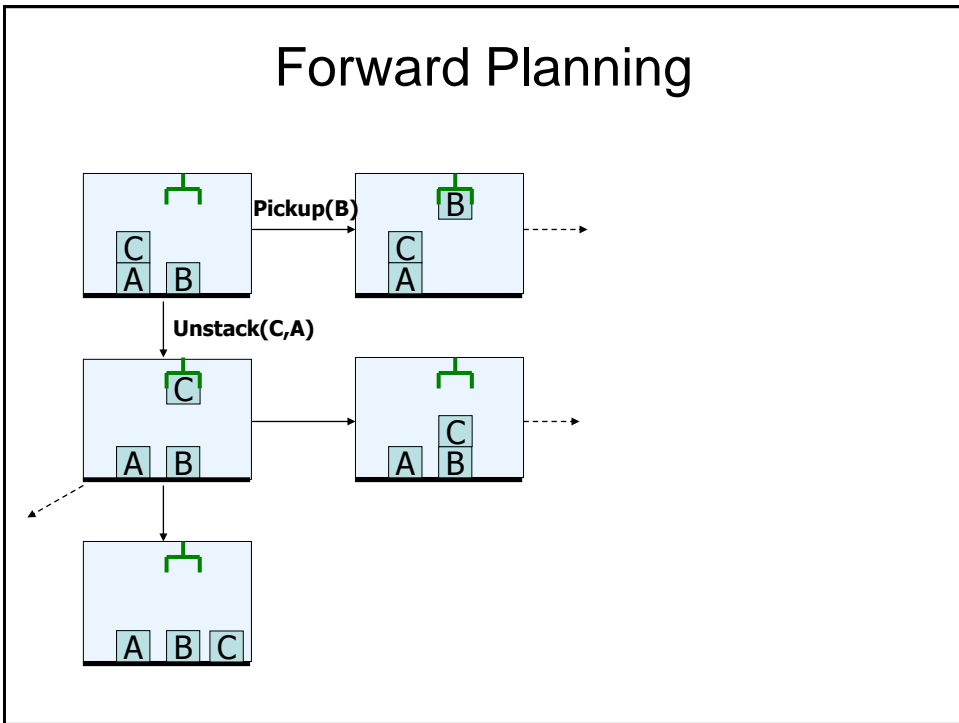 Forward Planning
Pickup(B)
B
C
C
A B
A
Unstack(C,A)
C
C
A B
A B
A B C